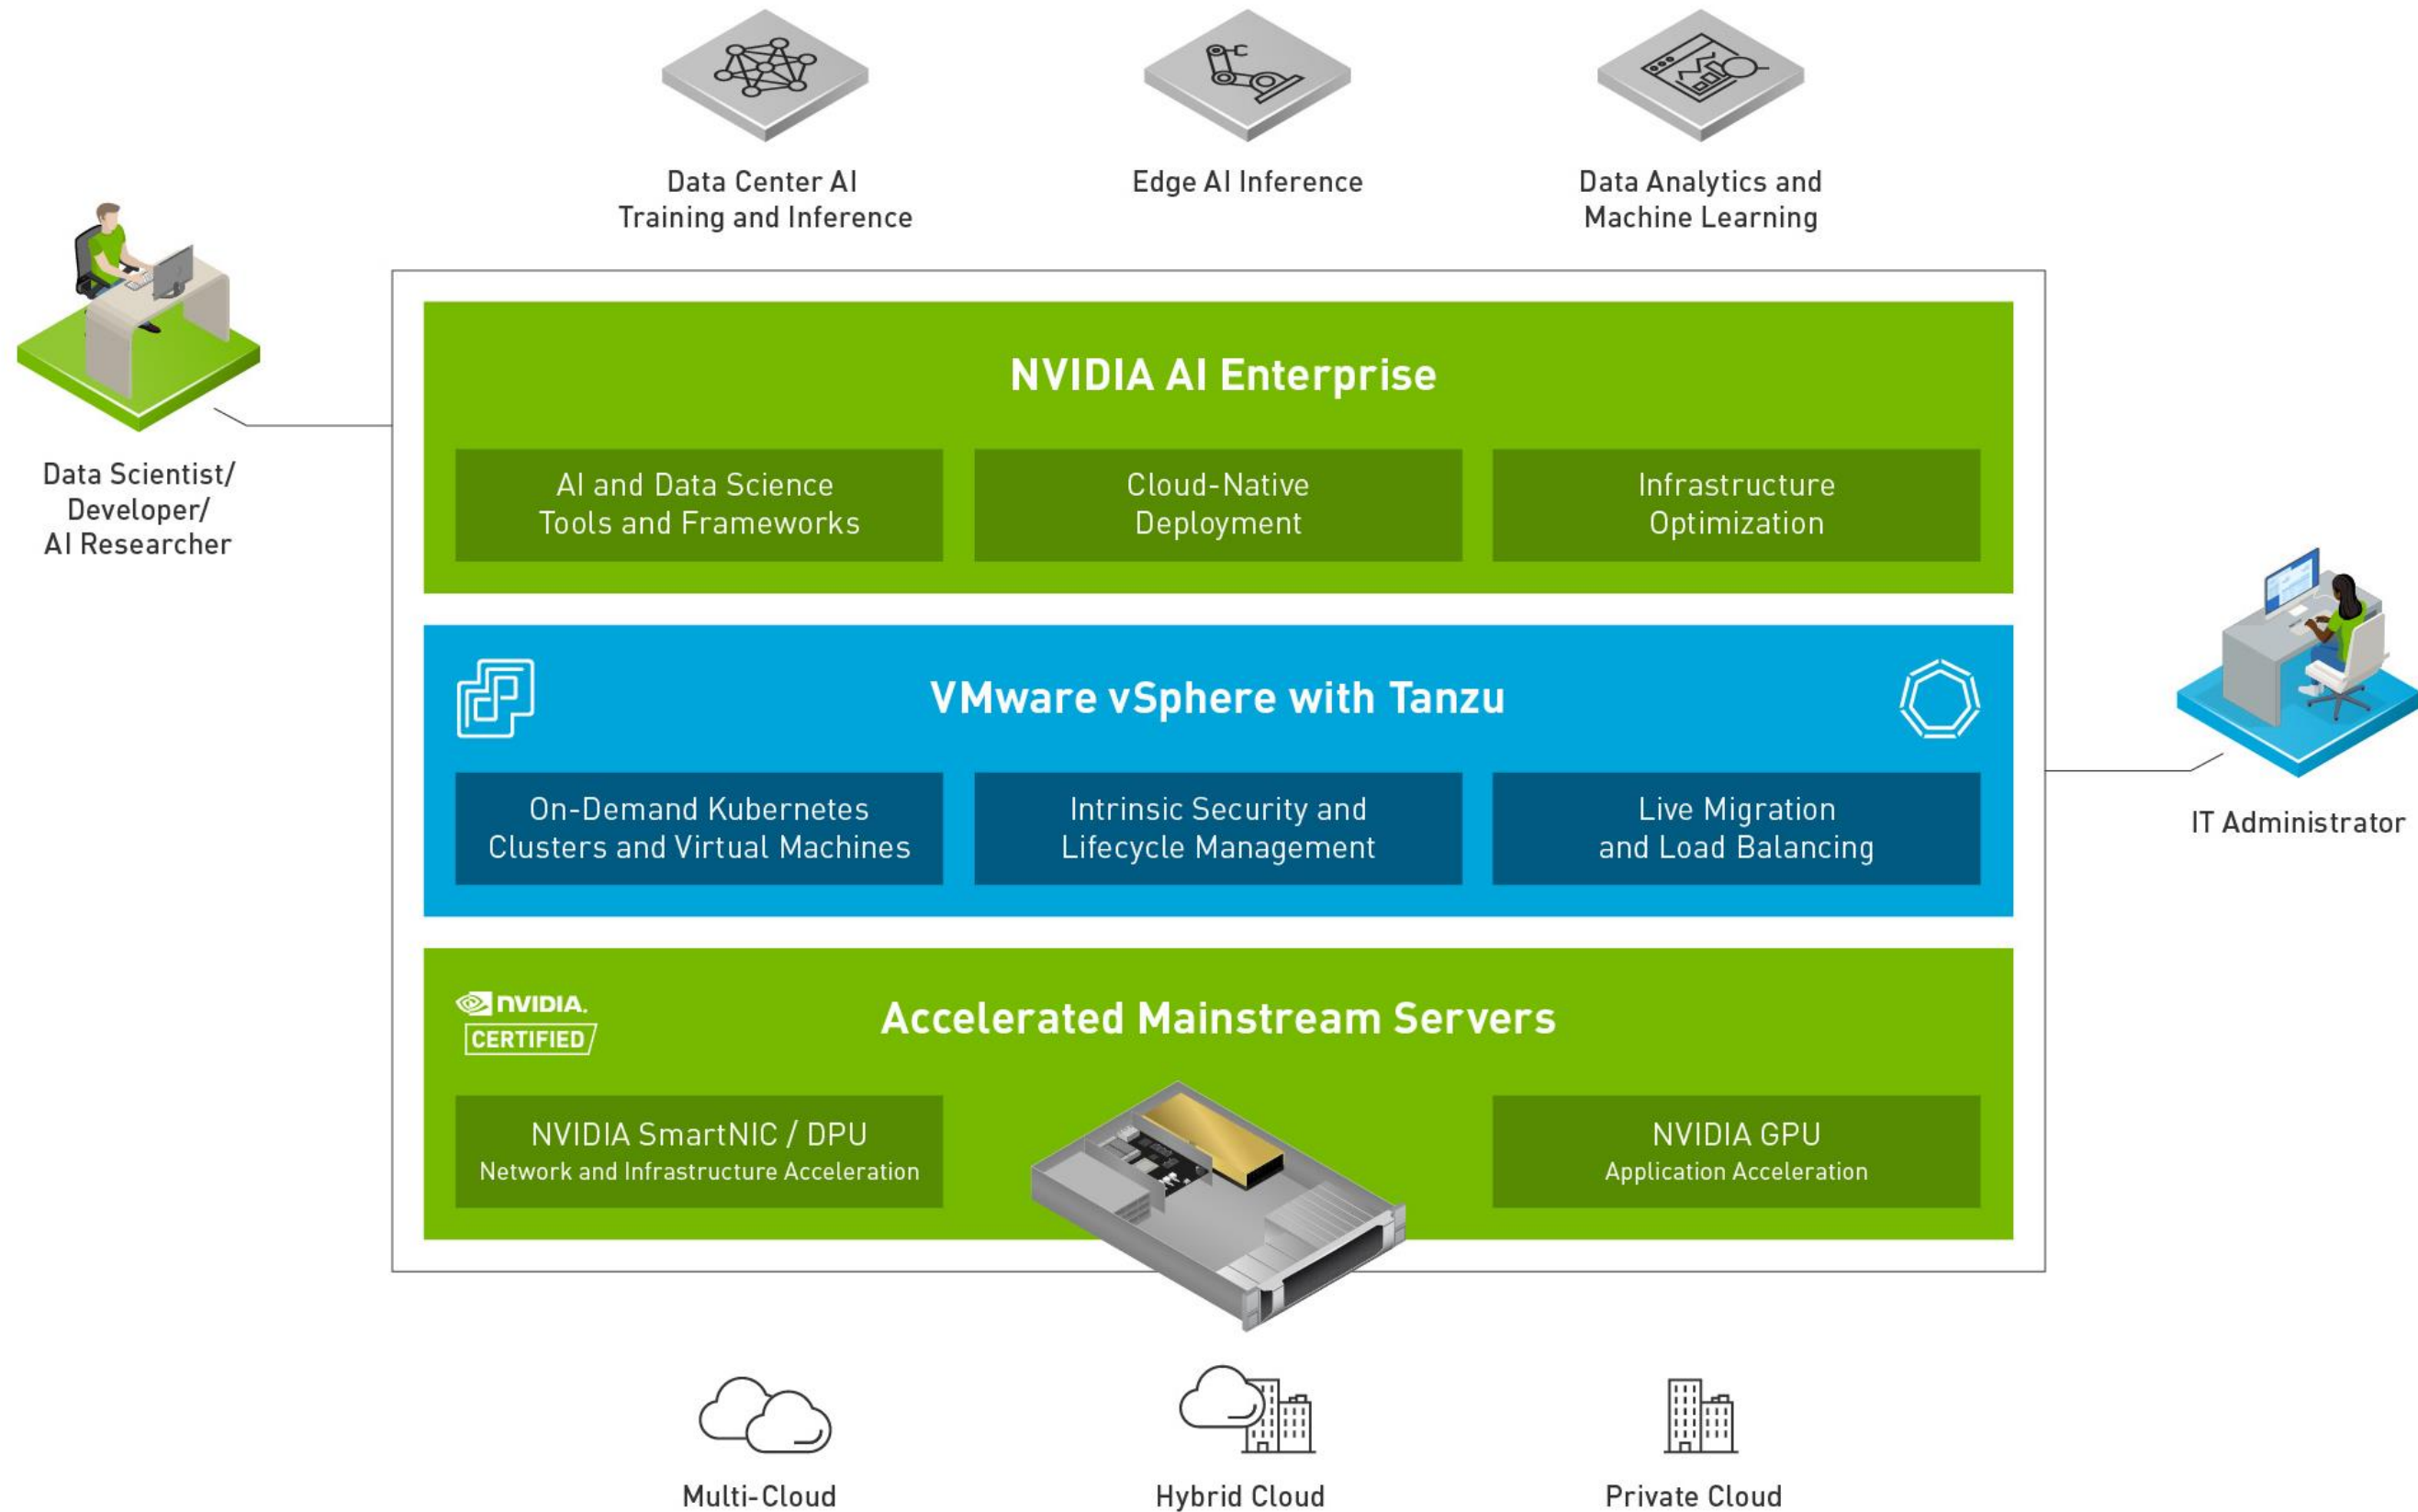 Data Center AI
Training and Inference
Edge AI Inference
Data Analytics and
Machine Learning
Data Scientist/
Developer/
AI Researcher
NVIDIA AI Enterprise
AI and Data Science
Tools and Frameworks
Cloud-Native
Deployment
Infrastructure
Optimization
VMware vSphere with Tanzu
On-Demand Kubernetes
Clusters and Virtual Machines
Intrinsic Security and
Lifecycle Management
Live Migration
and Load Balancing
IT Administrator
NVIDIA.
CERTIFIED
Accelerated Mainstream Servers
NVIDIA SmartNIC / DPU
Network and Infrastructure Acceleration
NVIDIA GPU
Application Acceleration
Multi-Cloud
Hybrid Cloud
Private Cloud